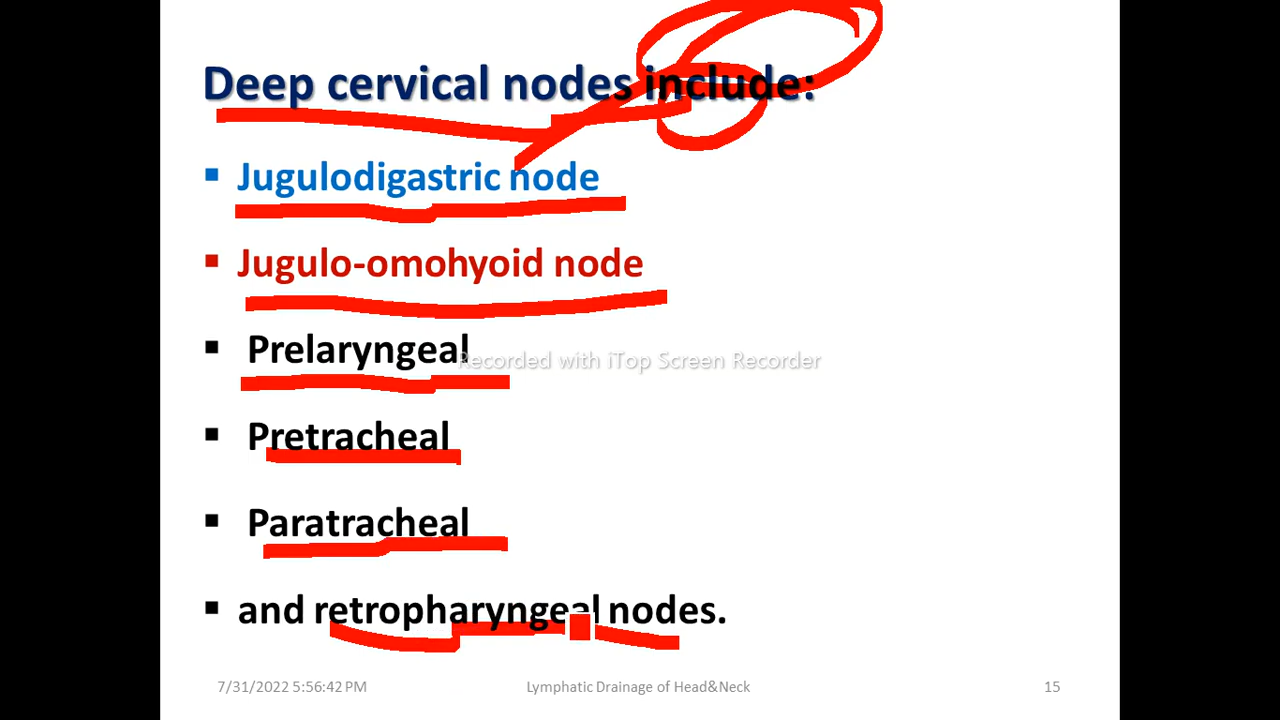 Deep cervical nodes include:
▪ Jugulodigastric node
▪ Jugulo-omohyoid node
▪ Prelaryngeal
Recorded with iTop Screen Recorder
▪ Pretracheal
▪ Paratracheal
▪ and retropharyngeal nodes.
7/31/2022 5:56:42 PM Lymphatic Drainage of Head&Neck 15